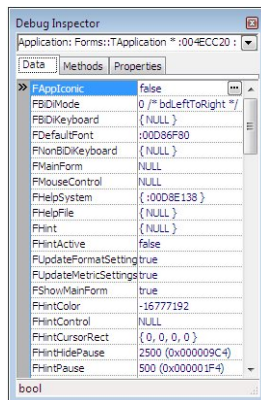 Debug Inspector
Application: Forms::TApplication * :004ECC20 :
Data Methods Properties
FAppIconic false ...
FBiDiMode 0 /* bdLeftToRight */
FBiDiKeyboard { NULL }
FDefaultFont :00D86F80
FNonBiDiKeyboard { NULL }
FMainForm NULL
FMouseControl NULL
FHelpSystem { :00D8E138 }
FHelpFile { NULL }
FHint { NULL }
FHintActive false
FUpdateFormatSetting true
FUpdateMetricSettings true
FShowMainForm true
FHintColor -16777192
FHintControl NULL
FHintCursorRect { 0, 0, 0, 0 }
FHintHidePause 2500 (0x000009C4)
FHintPause 500 (0x000001F4)
bool